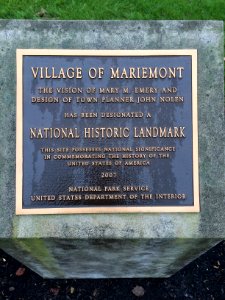 VILLAGE OF MARIEMONT
THE VISION OF MARY M. EMERY AND
DESIGN OF TOWN PLANNER JOHN NOLEN
HAS BEEN DESIGNATED A
NATIONAL HISTORIC LANDMARK
THIS SITE POSSESSES NATIONAL SIGNIFICANCE
IN COMMEMORATING THE HISTORY OF THE
UNITED STATES OF AMERICA
2007
NATIONAL PARK SERVICE
UNITED STATES DEPARTMENT OF THE INTERIOR